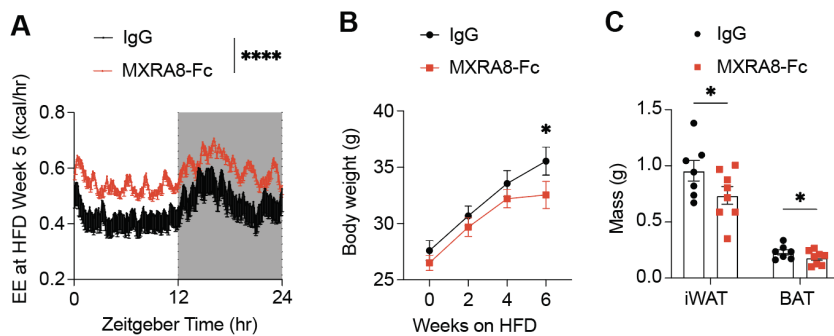 A
IgG
MXRA8-Fc
****
EE at HFD Week 5 (kcal/hr)
0.8
0.6
0.4
0.2
0
12
24
Zeitgeber Time (hr)
B
IgG
MXRA8-Fc
Body weight (g)
40
35
30
25
*
0
2
4
6
Weeks on HFD
C
IgG
MXRA8-Fc
Mass (g)
1.5
1.0
0.5
0.0
*
*
iWAT
BAT